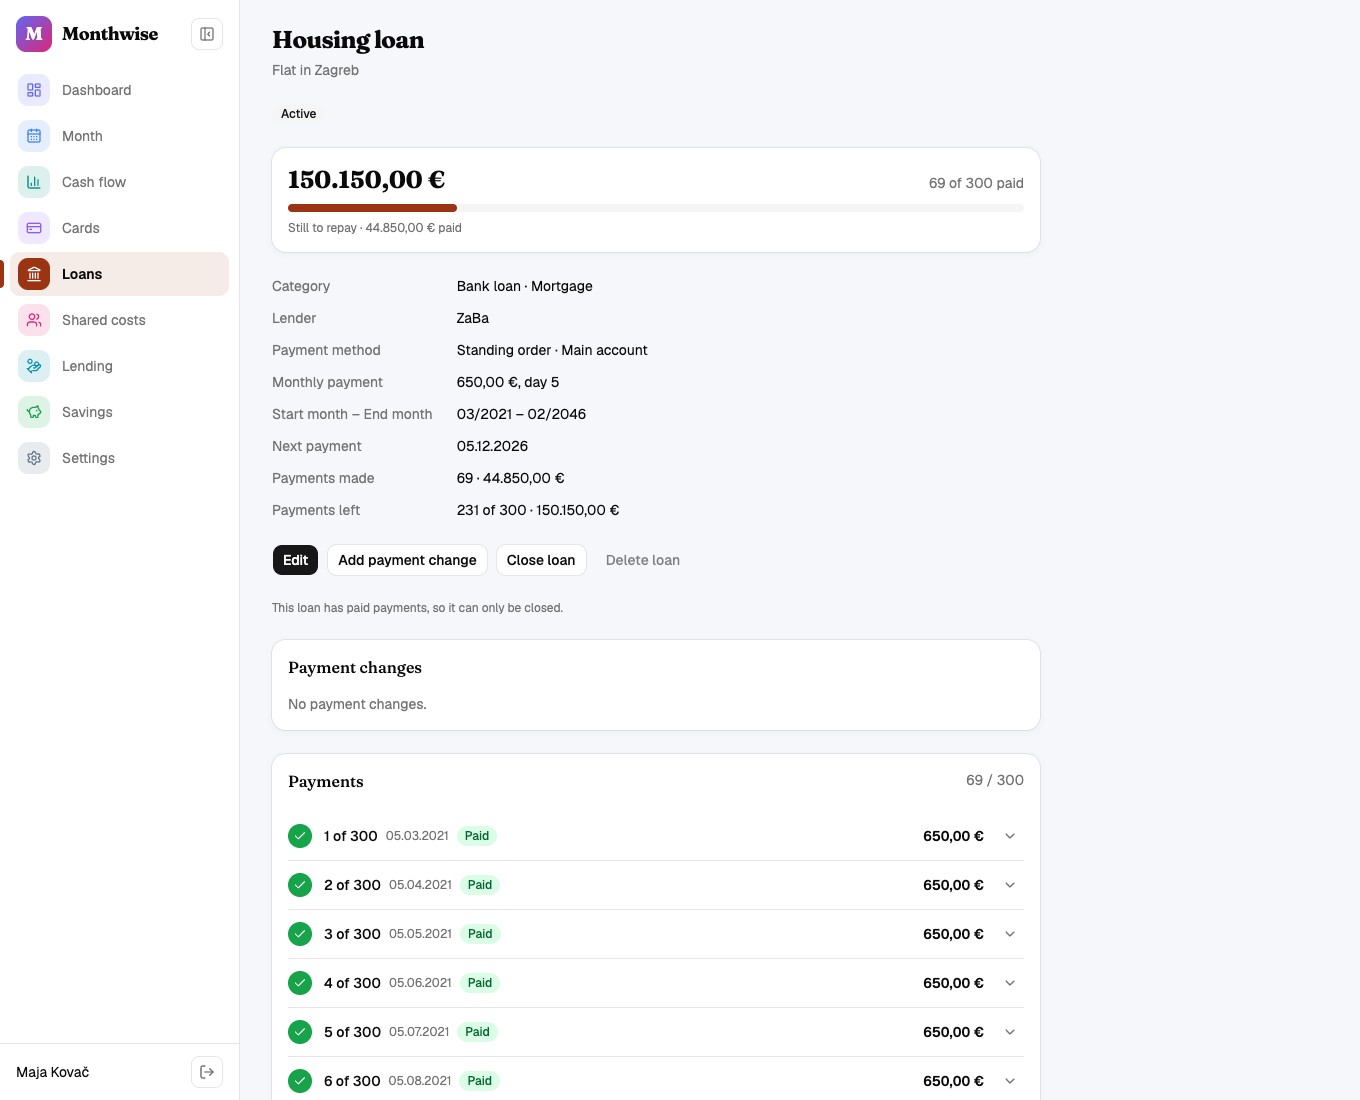 M Monthwise
Dashboard
Month
Cash flow
Cards
Loans
Shared costs
Lending
Savings
Settings
Maja Kovač
Housing loan
Flat in Zagreb
Active
150.150,00 € 69 of 300 paid
Still to repay · 44.850,00 € paid
Category Bank loan · Mortgage
Lender ZaBa
Payment method Standing order · Main account
Monthly payment 650,00 €, day 5
Start month – End month 03/2021 – 02/2046
Next payment 05.12.2026
Payments made 69 · 44.850,00 €
Payments left 231 of 300 · 150.150,00 €
Edit Add payment change Close loan Delete loan
This loan has paid payments, so it can only be closed.
Payment changes
No payment changes.
Payments 69 / 300
1 of 300 05.03.2021 Paid 650,00 €
2 of 300 05.04.2021 Paid 650,00 €
3 of 300 05.05.2021 Paid 650,00 €
4 of 300 05.06.2021 Paid 650,00 €
5 of 300 05.07.2021 Paid 650,00 €
6 of 300 05.08.2021 Paid 650,00 €